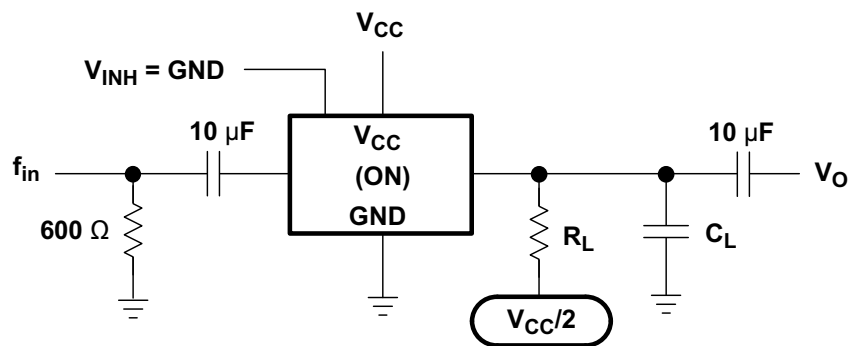 VCC
VINH = GND
10 µF
VCC
10 µF
fin
(ON)
VO
GND
600 Ω
RL
CL
VCC/2